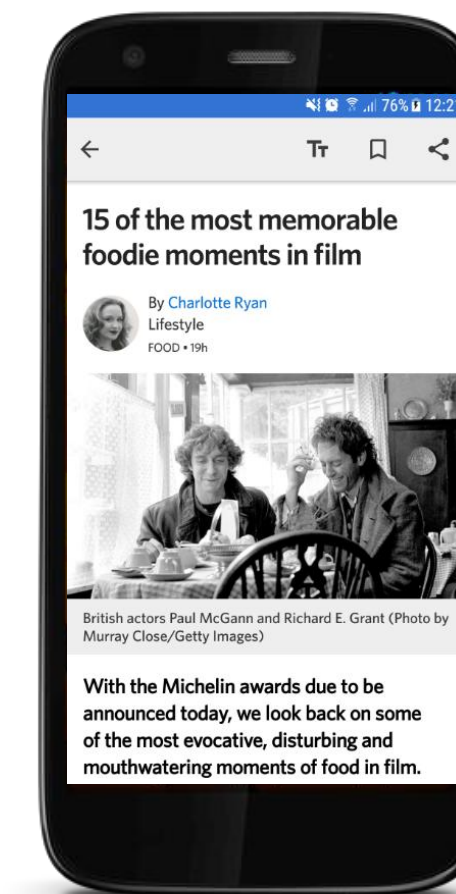 76% 12:2
15 of the most memorable
foodie moments in film
By Charlotte Ryan
Lifestyle
FOOD • 19h
British actors Paul McGann and Richard E. Grant (Photo by
Murray Close/Getty Images)
With the Michelin awards due to be
announced today, we look back on some
of the most evocative, disturbing and
mouthwatering moments of food in film.